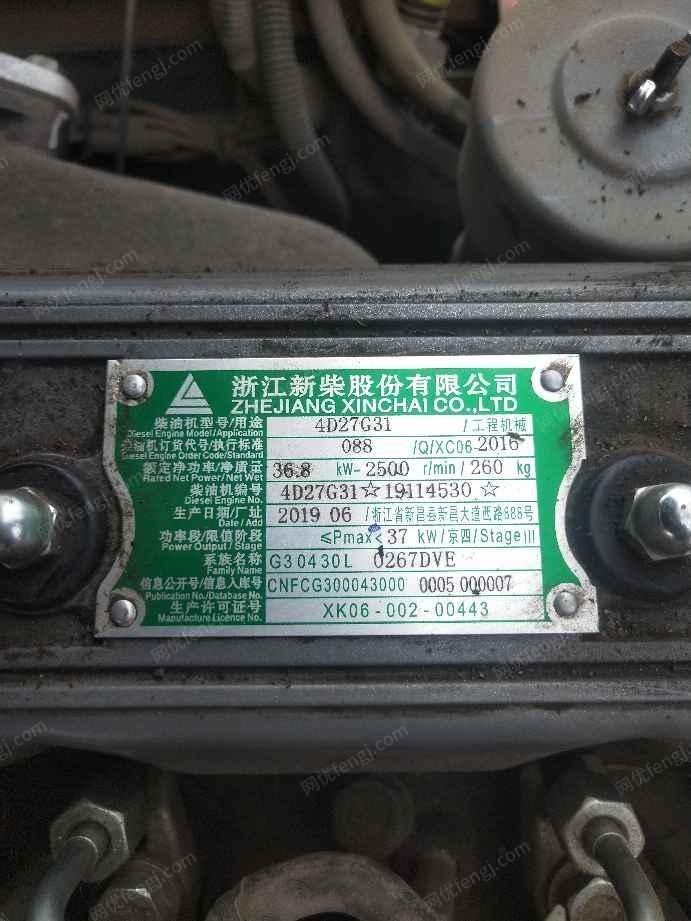 浙江新柴股份有限公司
ZHEJIANG XINCHAI CO.,LTD
柴油机型号/用途 4D27G31 /工程机械
Diesel Engine Model/Application
柴油机订货代号/执行标准 088 /Q/XC06-2016
Diesel Engine Order Code/Standard
额定净功率/净质量 36.8 kW-2500 r/min/260 kg
Rated Net Power/Net Wet
柴油机编号 4D27G31☆19114530☆
Diesel Engine No.
生产日期/厂址 2019 06 /浙江省新昌县新昌大道西路888号
Date/Add
功率段/限值阶段 ≤Pmax<37 kW/京四/Stage III
Power Output/Stage
系族名称 G30430L 0267DVE
Family Name
信息公开号/信息入库号 CNFCG300043000 0005 000007
Publication No./Database No.
生产许可证号 XK06-002-00443
Manufacture Licence No.
网优fengj.com